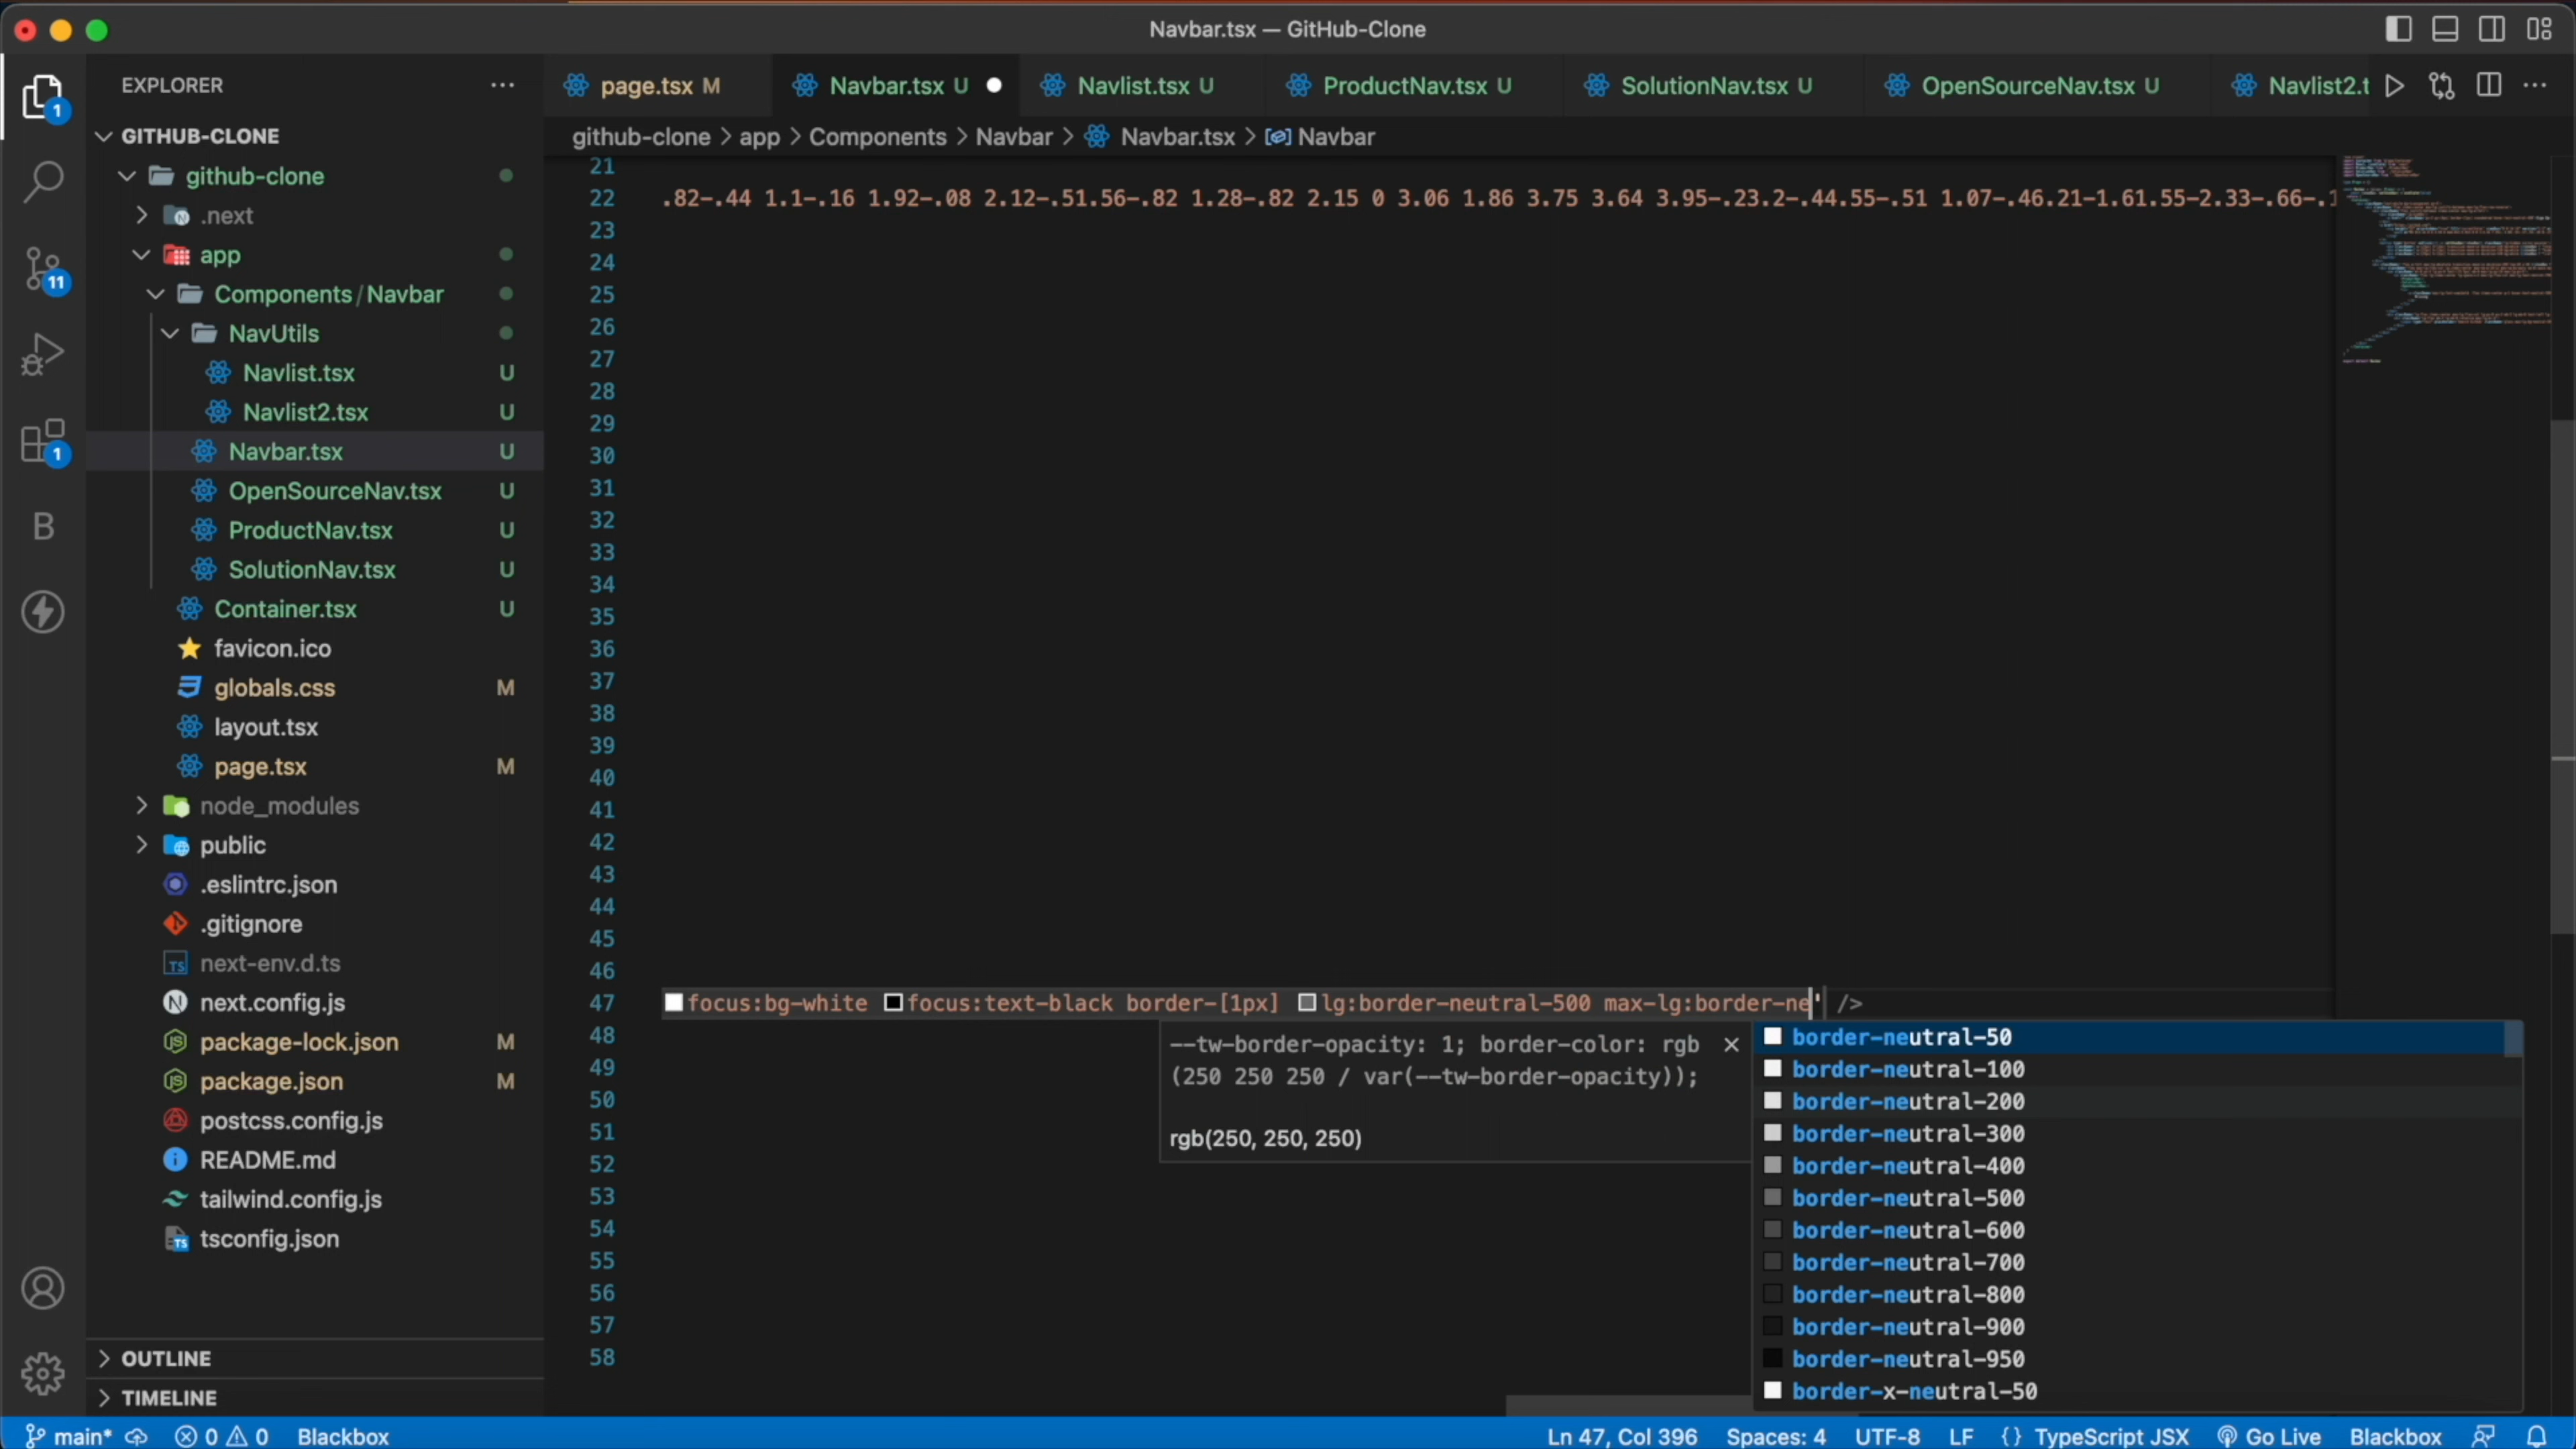 Navbar.tsx — GitHub-Clone
EXPLORER
GITHUB-CLONE
github-clone
.next
app
Components/Navbar
NavUtils
Navlist.tsx U
Navlist2.tsx U
Navbar.tsx U
OpenSourceNav.tsx U
ProductNav.tsx U
SolutionNav.tsx U
Container.tsx U
favicon.ico
globals.css M
layout.tsx
page.tsx M
node_modules
public
.eslintrc.json
.gitignore
next-env.d.ts
next.config.js
package-lock.json M
package.json M
postcss.config.js
README.md
tailwind.config.js
tsconfig.json
OUTLINE
TIMELINE
1
11
1
B
page.tsx M Navbar.tsx U Navlist.tsx U ProductNav.tsx U SolutionNav.tsx U OpenSourceNav.tsx U Navlist2.t
github-clone > app > Components > Navbar > Navbar.tsx > Navbar
21
22 .82-.44 1.1-.16 1.92-.08 2.12-.51.56-.82 1.28-.82 2.15 0 3.06 1.86 3.75 3.64 3.95-.23.2-.44.55-.51 1.07-.46.21-1.61.55-2.33-.66-.1
23
24
25
26
27
28
29
30
31
32
33
34
35
36
37
38
39
40
41
42
43
44
45
46
47 focus:bg-white focus:text-black border-[1px] lg:border-neutral-500 max-lg:border-ne' />
48
49
50
51
52
53
54
55
56
57
58
--tw-border-opacity: 1; border-color: rgb
(250 250 250 / var(--tw-border-opacity));
rgb(250, 250, 250)
border-neutral-50
border-neutral-100
border-neutral-200
border-neutral-300
border-neutral-400
border-neutral-500
border-neutral-600
border-neutral-700
border-neutral-800
border-neutral-900
border-neutral-950
border-x-neutral-50
main* 0 0 Blackbox
Ln 47, Col 396 Spaces: 4 UTF-8 LF {} TypeScript JSX Go Live Blackbox